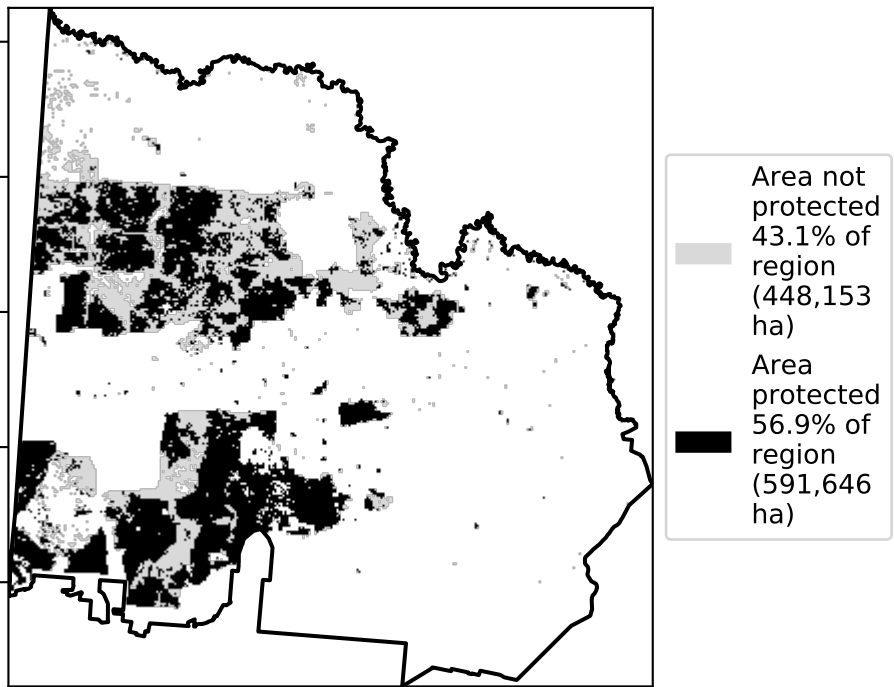 Area not
protected
43.1% of
region
(448,153
ha)
Area
protected
56.9% of
region
(591,646
ha)